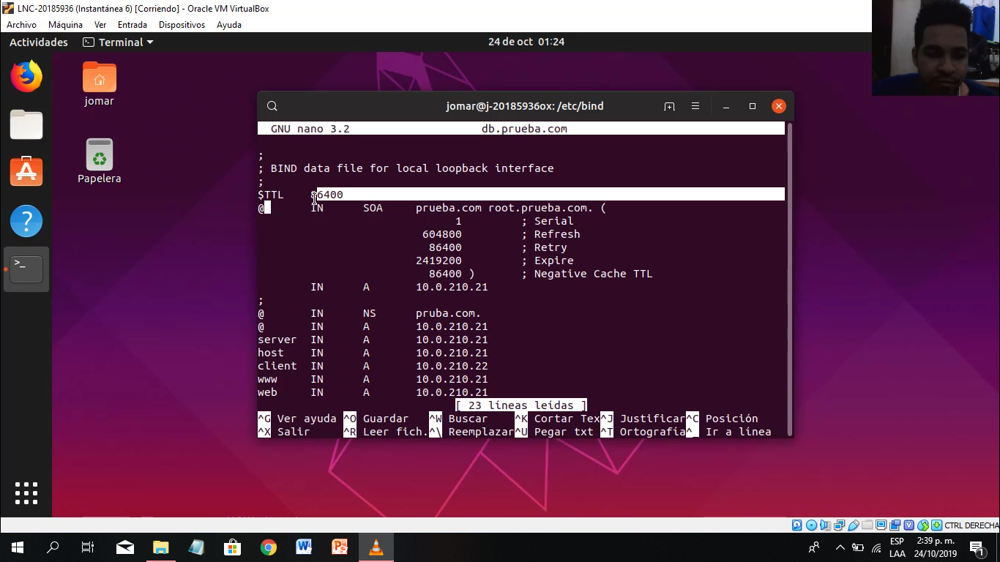 LNC-20185936 (Instantánea 6) [Corriendo] - Oracle VM VirtualBox
Archivo Máquina Ver Entrada Dispositivos Ayuda
Actividades Terminal 24 de oct 01:24
jomar
Papelera
jomar@j-20185936ox: /etc/bind
GNU nano 3.2 db.prueba.com
;
; BIND data file for local loopback interface
;
$TTL 86400
@ IN SOA prueba.com root.prueba.com. (
1 ; Serial
604800 ; Refresh
86400 ; Retry
2419200 ; Expire
86400 ) ; Negative Cache TTL
IN A 10.0.210.21
;
@ IN NS pruba.com.
@ IN A 10.0.210.21
server IN A 10.0.210.21
host IN A 10.0.210.21
client IN A 10.0.210.22
www IN A 10.0.210.21
web IN A 10.0.210.21
[ 23 líneas leídas ]
^G Ver ayuda ^O Guardar ^W Buscar ^K Cortar Tex ^J Justificar ^C Posición
^X Salir ^R Leer fich. ^\ Reemplazar ^U Pegar txt ^T Ortografía ^_ Ir a línea
CTRL DERECHA
ESP 2:39 p. m.
LAA 24/10/2019
1